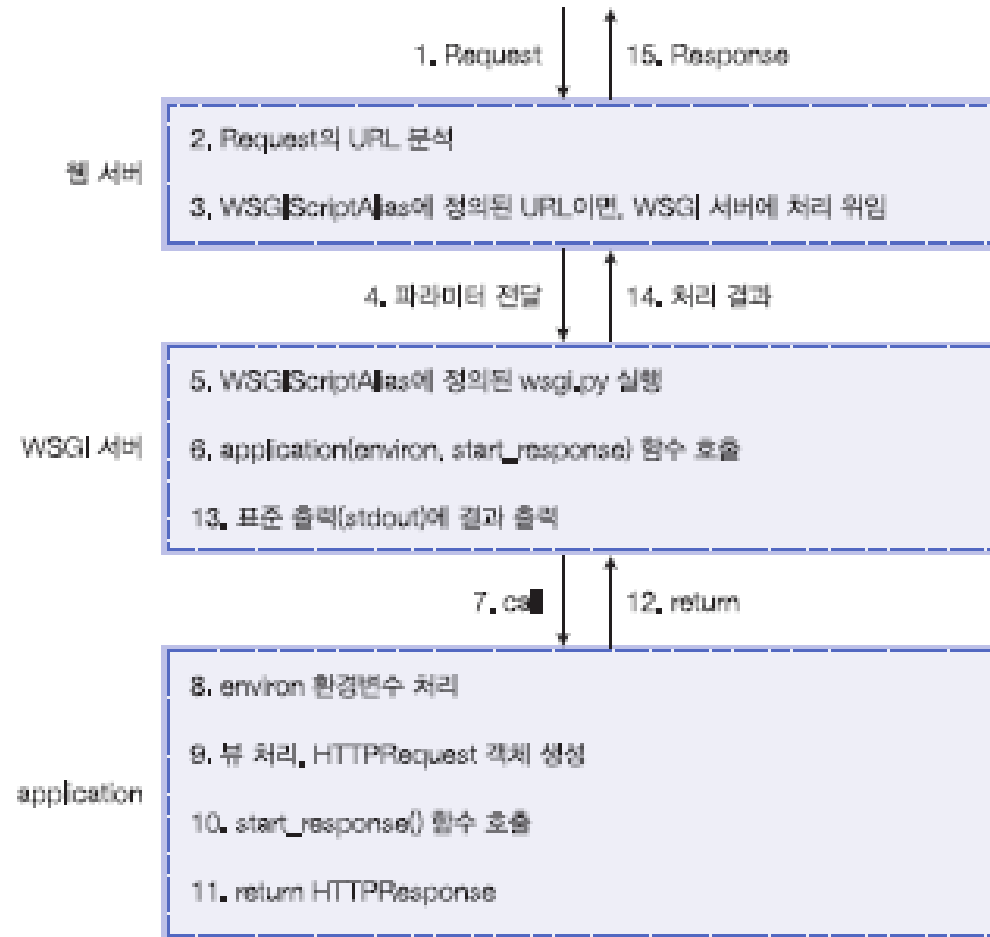 1. Request
15. Response
웹 서버
2. Request의 URL 분석
3. WSGIScriptAlias에 정의된 URL이면, WSGI 서버에 처리 위임
4. 파라미터 전달
14. 처리 결과
WSGI 서버
5. WSGIScriptAlias에 정의된 wsgi.py 실행
6. application(environ, start_response) 함수 호출
13. 표준 출력(stdout)에 결과 출력
7. call
12. return
application
8. environ 환경변수 처리
9. 뷰 처리, HTTPRequest 객체 생성
10. start_response() 함수 호출
11. return HTTPResponse